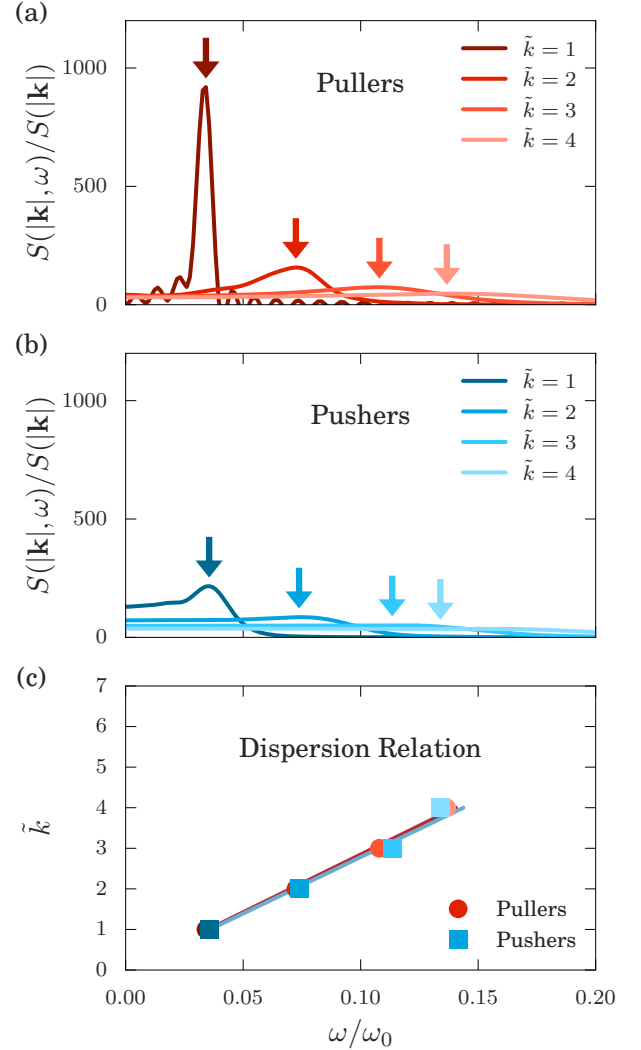 (a)
1000
500
0
S(|𝐤|, ω)/S(|𝐤|)
Pullers
k̃ = 1
k̃ = 2
k̃ = 3
k̃ = 4
(b)
1000
500
0
S(|𝐤|, ω)/S(|𝐤|)
Pushers
k̃ = 1
k̃ = 2
k̃ = 3
k̃ = 4
(c)
7
6
5
4
3
2
1
0
k̃
Dispersion Relation
Pullers
Pushers
0.00 0.05 0.10 0.15 0.20
ω/ω₀